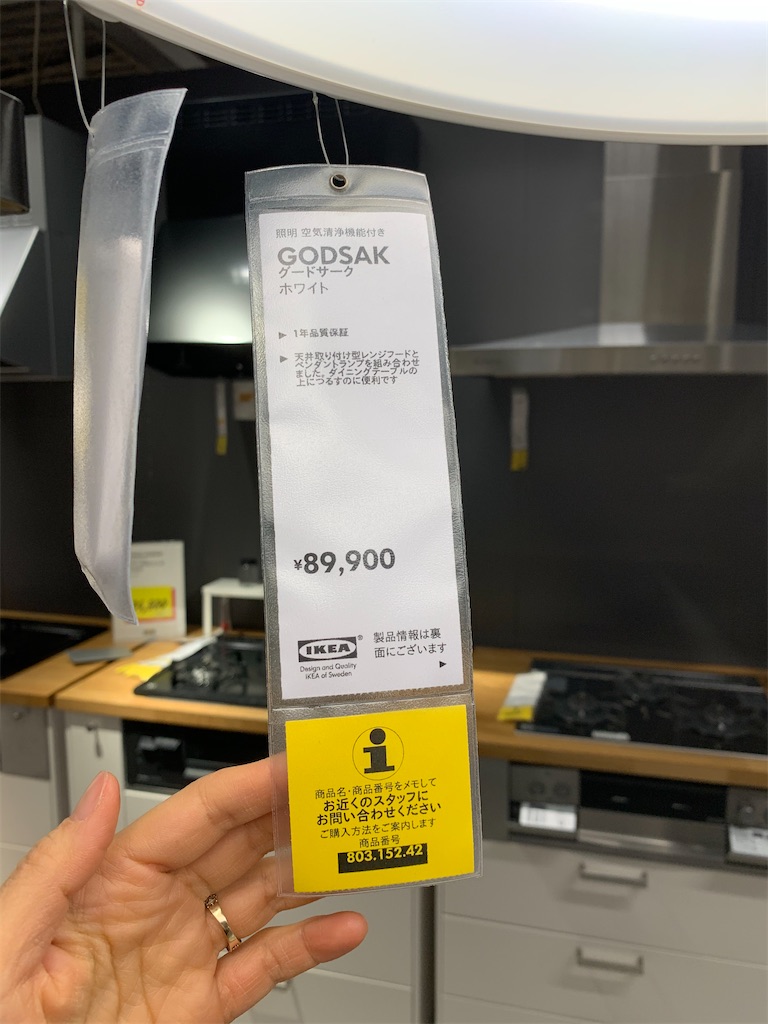 照明 空気清浄機能付き
GODSAK
グードサーク
ホワイト
▶ 1年品質保証
▶ 天井取り付け型レンジフードと
ペンダントランプを組み合わせ
ました。ダイニングテーブルの
上につるすのに便利です
¥89,900
IKEA®
Design and Quality
IKEA of Sweden
製品情報は裏
面にございます
▶
i
商品名・商品番号をメモして
お近くのスタッフに
お問い合わせください
ご購入方法をご案内します
商品番号
803.152.42